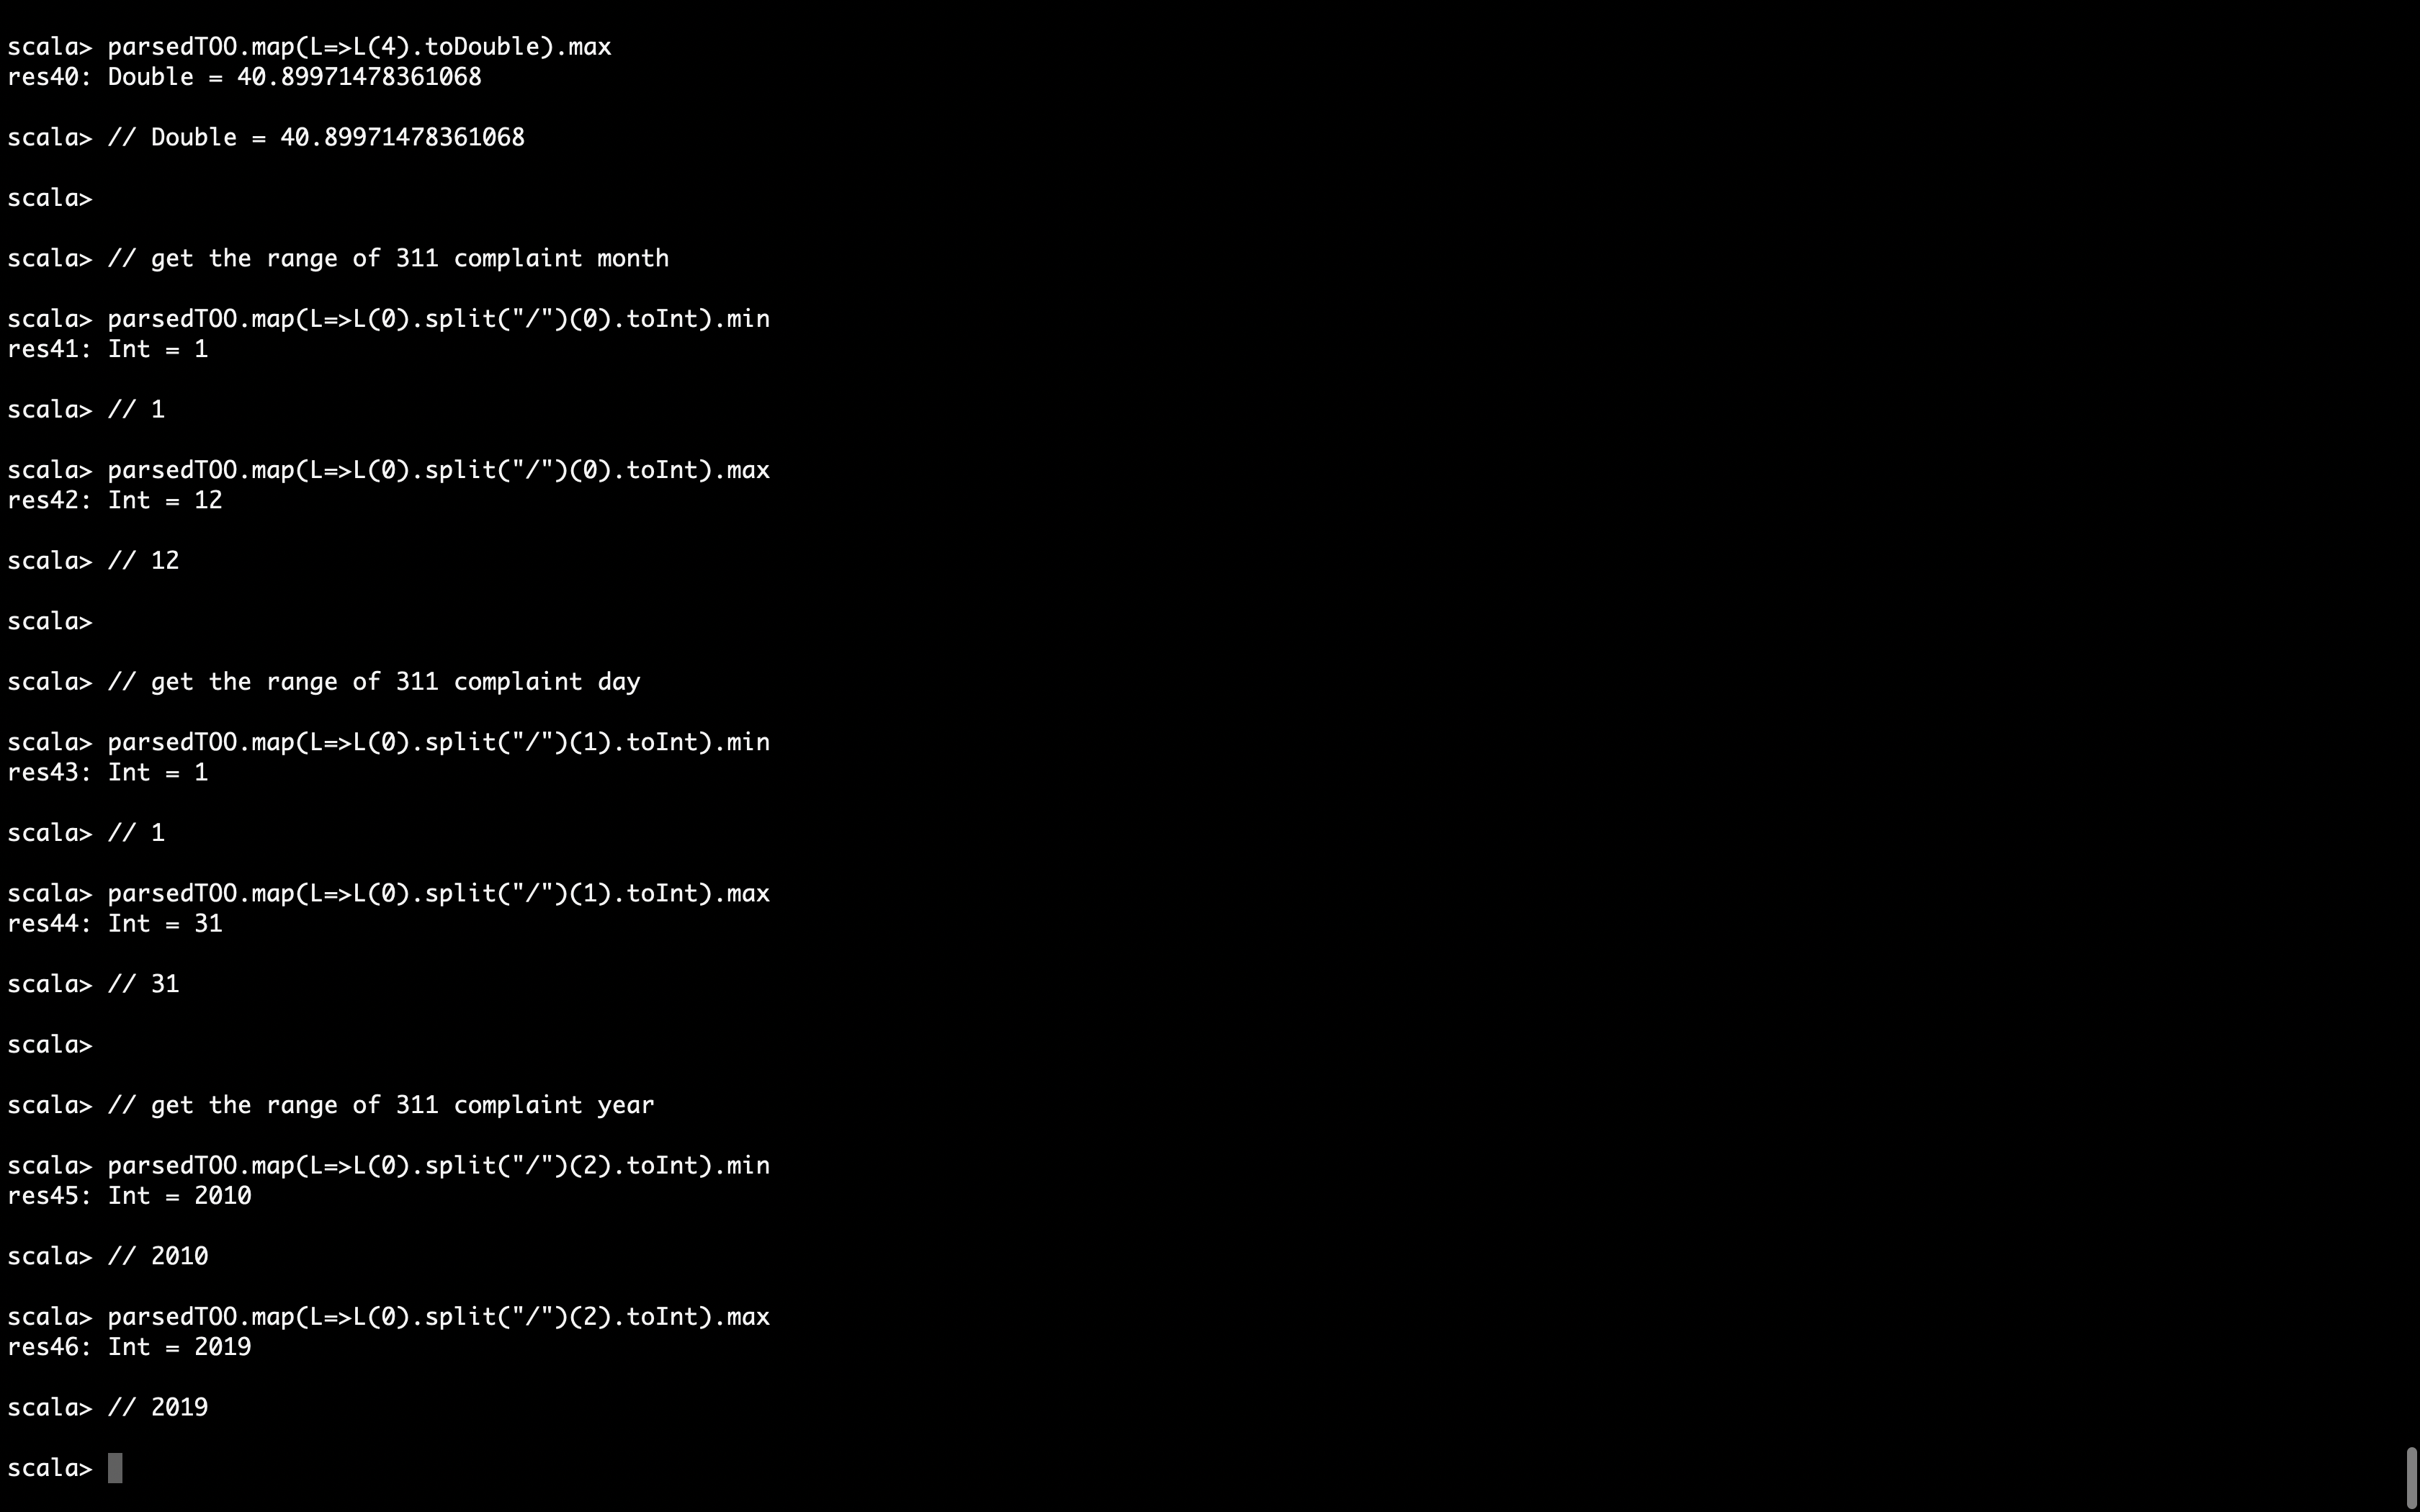 scala> parsedTOO.map(L=>L(4).toDouble).max
res40: Double = 40.89971478361068
scala> // Double = 40.89971478361068
scala>
scala> // get the range of 311 complaint month
scala> parsedTOO.map(L=>L(0).split("/")(0).toInt).min
res41: Int = 1
scala> // 1
scala> parsedTOO.map(L=>L(0).split("/")(0).toInt).max
res42: Int = 12
scala> // 12
scala>
scala> // get the range of 311 complaint day
scala> parsedTOO.map(L=>L(0).split("/")(1).toInt).min
res43: Int = 1
scala> // 1
scala> parsedTOO.map(L=>L(0).split("/")(1).toInt).max
res44: Int = 31
scala> // 31
scala>
scala> // get the range of 311 complaint year
scala> parsedTOO.map(L=>L(0).split("/")(2).toInt).min
res45: Int = 2010
scala> // 2010
scala> parsedTOO.map(L=>L(0).split("/")(2).toInt).max
res46: Int = 2019
scala> // 2019
scala>